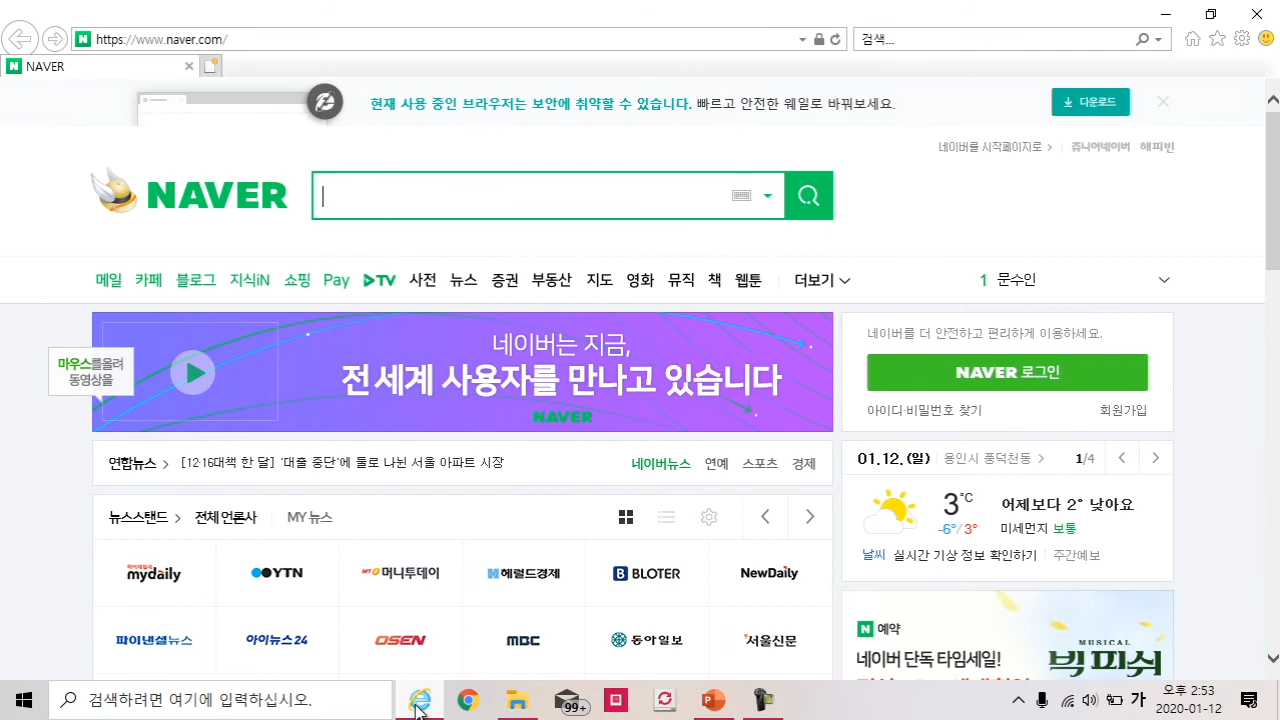 https://www.naver.com/
검색...
NAVER
현재 사용 중인 브라우저는 보안에 취약할 수 있습니다. 빠르고 안전한 웨일로 바꿔보세요.
다운로드
네이버를 시작페이지로 > 쥬니어네이버 해피빈
NAVER
메일 카페 블로그 지식iN 쇼핑 Pay TV 사전 뉴스 증권 부동산 지도 영화 뮤직 책 웹툰 더보기
1 문수인
마우스를올려
동영상을
네이버는 지금,
전 세계 사용자를 만나고 있습니다
NAVER
네이버를 더 안전하고 편리하게 이용하세요.
NAVER 로그인
아이디·비밀번호 찾기 회원가입
연합뉴스 > [12·16대책 한 달] '대출 중단'에 둘로 나뉜 서울 아파트 시장
네이버뉴스 연예 스포츠 경제
01.12.(일) 용인시 풍덕천동 > 1/4
3°C
-6°/3°
어제보다 2° 낮아요
미세먼지 보통
날씨 실시간 기상 정보 확인하기 주간예보
뉴스스탠드 > 전체 언론사 MY 뉴스
마이데일리
mydaily YTN 머니투데이 헤럴드경제 BLOTER NewDaily
파이낸셜뉴스 아이뉴스24 OSEN MBC 동아일보 서울신문
N 예약
네이버 단독 타임세일!
MUSICAL
빅 피쉬
검색하려면 여기에 입력하십시오.
99+
가
오후 2:53
2020-01-12